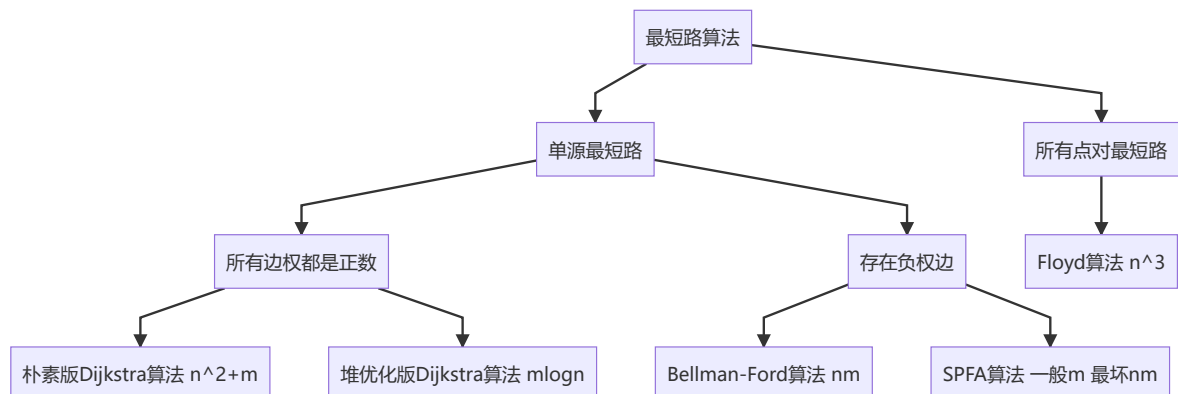 最短路算法
单源最短路
所有点对最短路
所有边权都是正数
存在负权边
Floyd算法 n^3
朴素版Dijkstra算法 n^2+m
堆优化版Dijkstra算法 mlogn
Bellman-Ford算法 nm
SPFA算法 一般m 最坏nm